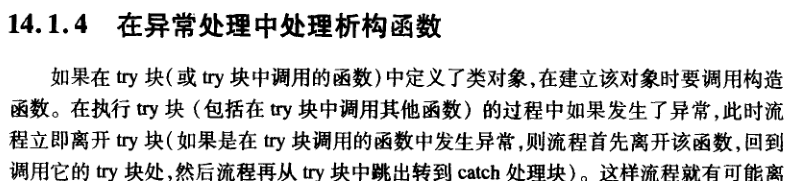 14.1.4 在异常处理中处理析构函数
如果在 try 块(或 try 块中调用的函数)中定义了类对象,在建立该对象时要调用构造
函数。在执行 try 块 (包括在 try 块中调用其他函数) 的过程中如果发生了异常,此时流
程立即离开 try 块(如果是在 try 块调用的函数中发生异常,则流程首先离开该函数,回到
调用它的 try 块处,然后流程再从 try 块中跳出转到 catch 处理块)。这样流程就有可能离